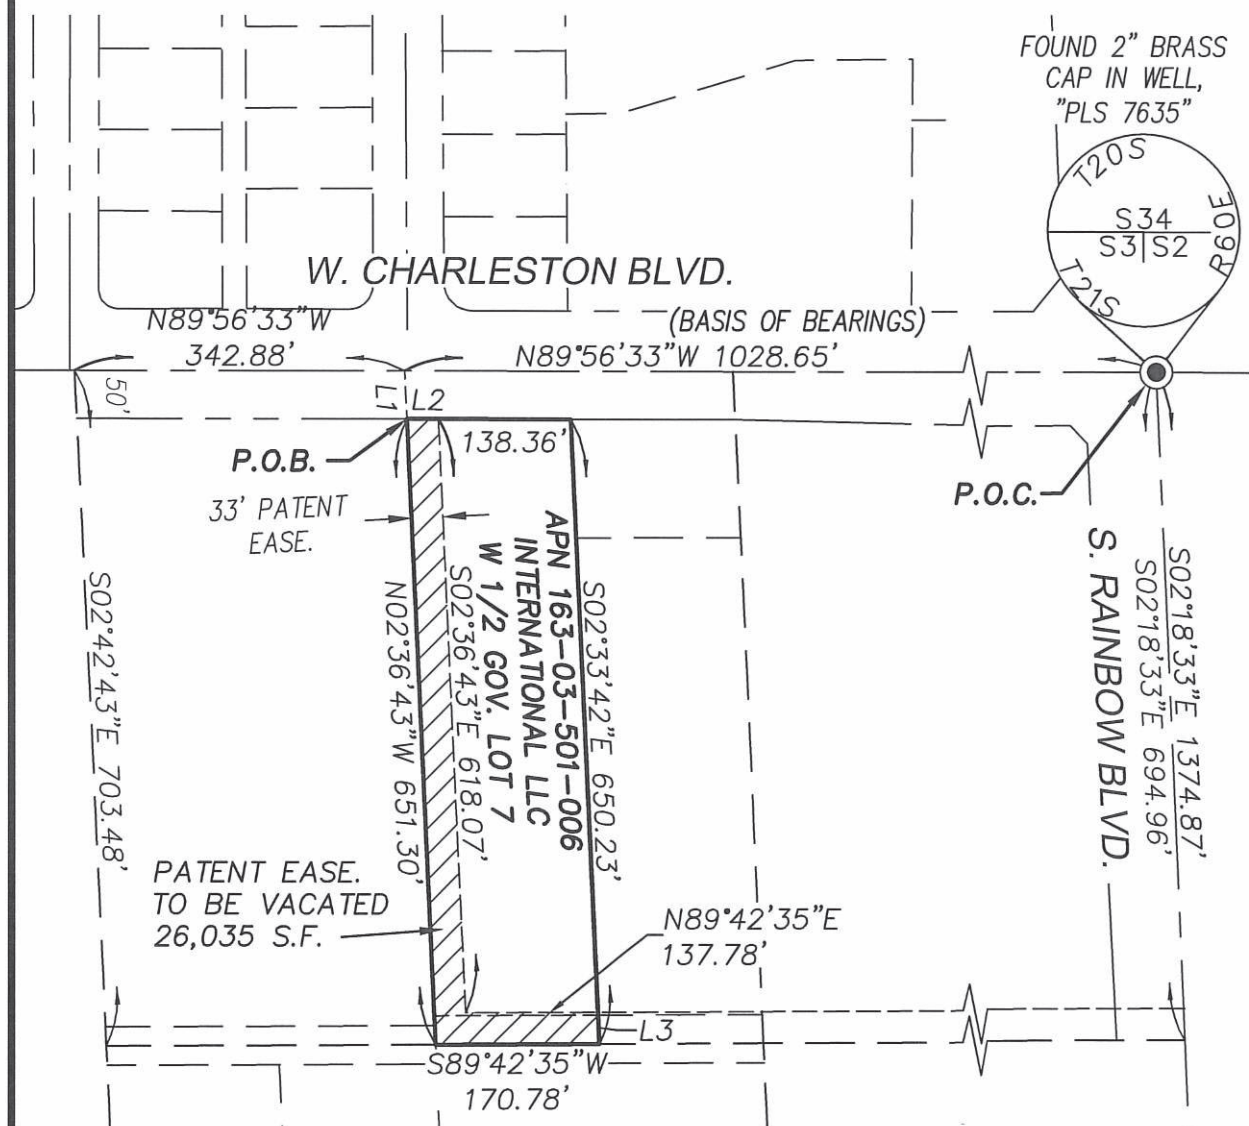 FOUND 2" BRASS
CAP IN WELL,
"PLS 7635"
T20S
S34
S3|S2
R60E
T21S
W. CHARLESTON BLVD.
N89°56'33"W
342.88'
(BASIS OF BEARINGS)
N89°56'33"W 1028.65'
50'
L1
L2
138.36'
P.O.B.
P.O.C.
33' PATENT
EASE.
APN 163-03-501-006
INTERNATIONAL LLC
W 1/2 GOV. LOT 7
S02°42'43"E 703.48'
N02°36'43"W 651.30'
S02°36'43"E 618.07'
S02°33'42"E 650.23'
S. RAINBOW BLVD.
S02°18'33"E 1374.87'
S02°18'33"E 694.96'
PATENT EASE.
TO BE VACATED
26,035 S.F.
N89°42'35"E
137.78'
L3
S89°42'35"W
170.78'